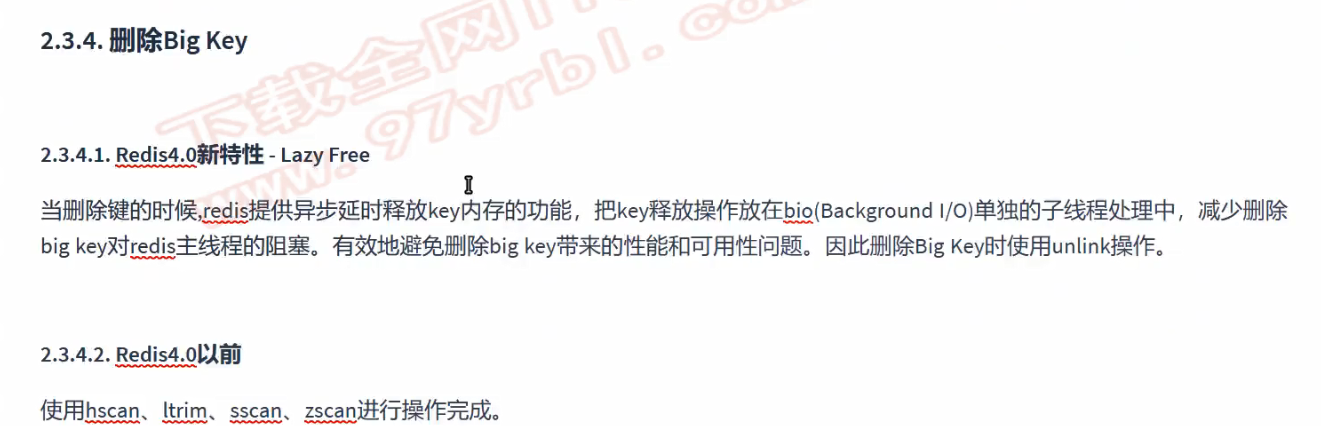 2.3.4. 删除Big Key
2.3.4.1. Redis4.0新特性 - Lazy Free
当删除键的时候,redis提供异步延时释放key内存的功能，把key释放操作放在bio(Background I/O)单独的子线程处理中，减少删除
big key对redis主线程的阻塞。有效地避免删除big key带来的性能和可用性问题。因此删除Big Key时使用unlink操作。
2.3.4.2. Redis4.0以前
使用hscan、ltrim、sscan、zscan进行操作完成。
下载全网
www.97yrbl.co